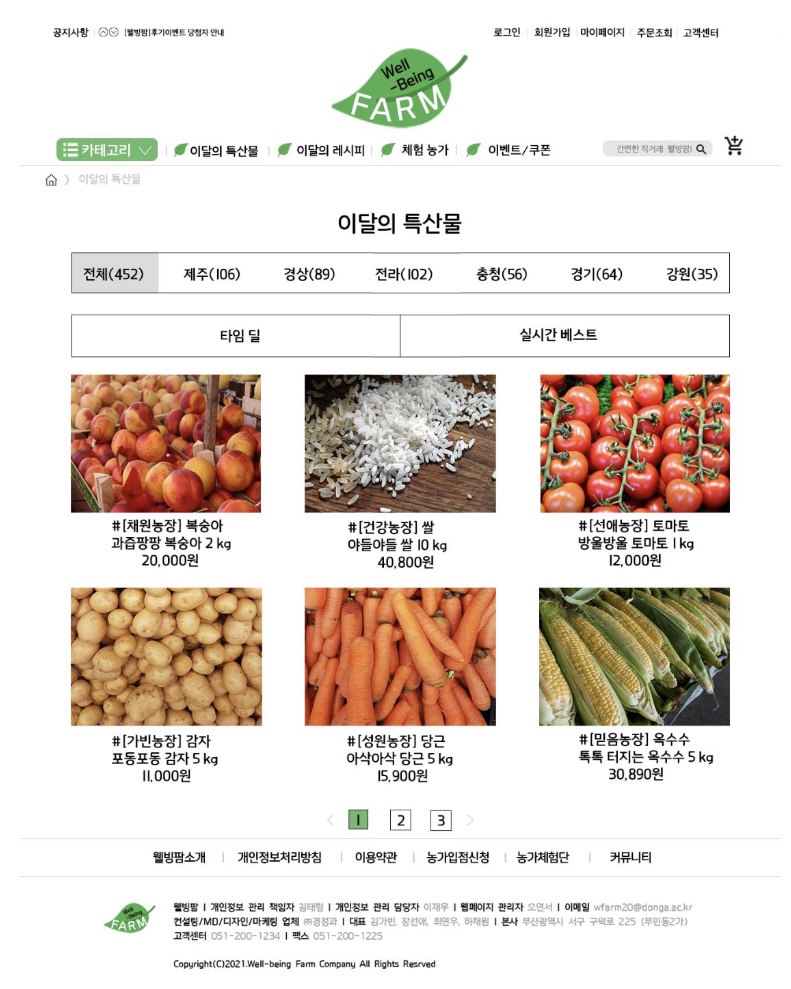 공지사항 [웰빙팜]후기이벤트 당첨자 안내 로그인 회원가입 마이페이지 주문조회 고객센터
Well
-Being
FARM
카테고리 이달의 특산물 이달의 레시피 체험 농가 이벤트/쿠폰 간편한 직거래 웰빙팜!
이달의 특산물
이달의 특산물
전체(452) 제주(106) 경상(89) 전라(102) 충청(56) 경기(64) 강원(35)
타임 딜 실시간 베스트
#[채원농장] 복숭아
과즙팡팡 복숭아 2 kg
20,000원
#[건강농장] 쌀
야들야들 쌀 10 kg
40,800원
#[선애농장] 토마토
방울방울 토마토 1 kg
12,000원
#[가빈농장] 감자
포동포동 감자 5 kg
11,000원
#[성원농장] 당근
아삭아삭 당근 5 kg
15,900원
#[믿음농장] 옥수수
톡톡 터지는 옥수수 5 kg
30,890원
1 2 3
웰빙팜소개 | 개인정보처리방침 | 이용약관 | 농가입점신청 | 농가체험단 | 커뮤니티
Well
-Being
FARM
웰빙팜 | 개인정보 관리 책임자 김태형 | 개인정보 관리 담당자 이재우 | 웹페이지 관리자 오연서 | 이메일 wfarm20@donga.ac.kr
컨설팅/MD/디자인/마케팅 업체 ㈜경정과 | 대표 김가빈, 장선애, 최연우, 하채원 | 본사 부산광역시 서구 구덕로 225 (부민동2가)
고객센터 051-200-1234 | 팩스 051-200-1225
Copyright(C)2021.Well-being Farm Company All Rights Reserved